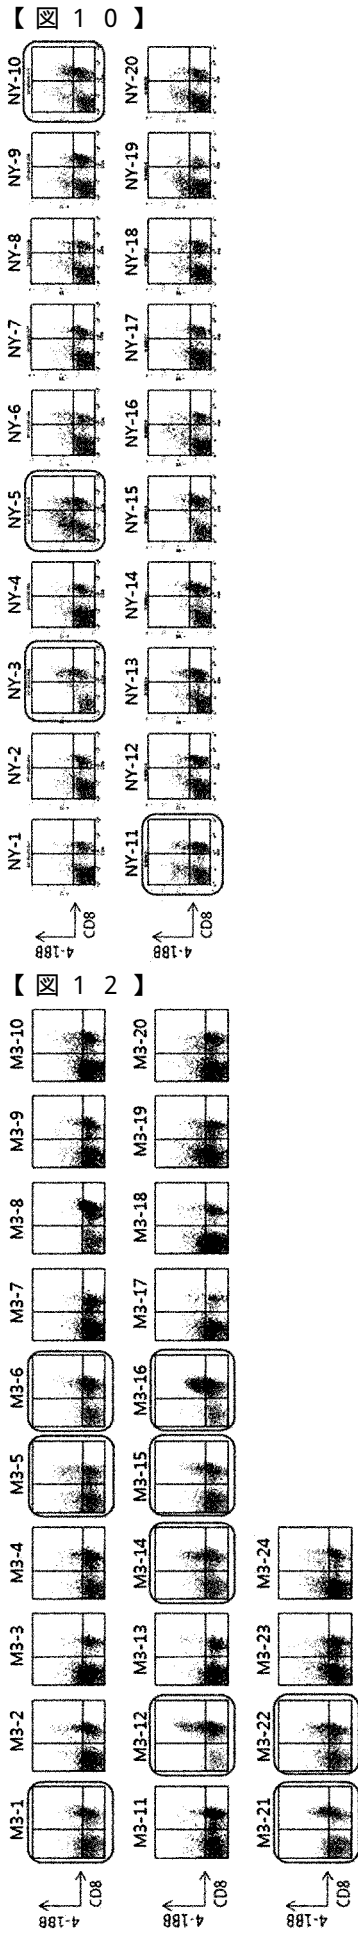 【図１０】
NY-1 NY-2 NY-3 NY-4 NY-5 NY-6 NY-7 NY-8 NY-9 NY-10
4-1BB
CD8
NY-11 NY-12 NY-13 NY-14 NY-15 NY-16 NY-17 NY-18 NY-19 NY-20
4-1BB
CD8
【図１２】
M3-1 M3-2 M3-3 M3-4 M3-5 M3-6 M3-7 M3-8 M3-9 M3-10
4-1BB
CD8
M3-11 M3-12 M3-13 M3-14 M3-15 M3-16 M3-17 M3-18 M3-19 M3-20
4-1BB
CD8
M3-21 M3-22 M3-23 M3-24
4-1BB
CD8